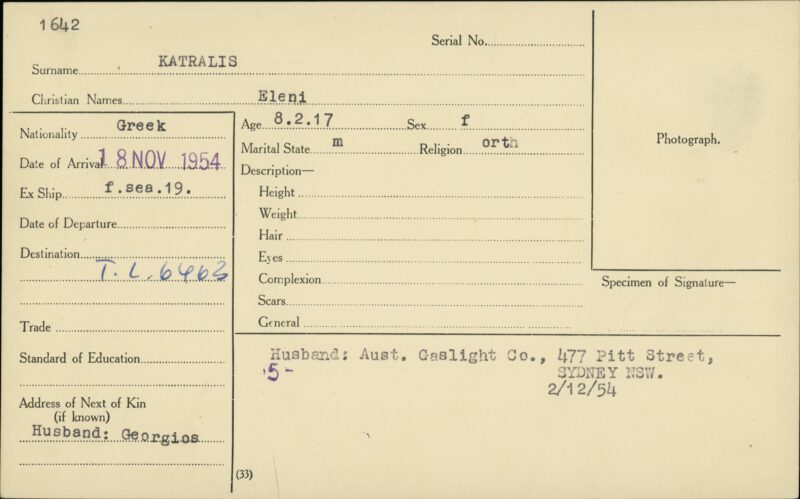 1642
Serial No.
Surname KATRALIS
Christian Names Eleni
Nationality Greek
Date of Arrival 18 NOV 1954
Ex Ship f.sea.19.
Date of Departure
Destination
T.L. 6463
Trade
Standard of Education
Address of Next of Kin
(if known)
Husband: Georgios
Age 8.2.17 Sex f
Marital State m Religion orth
Description—
Height
Weight
Hair
Eyes
Complexion
Scars
General
Photograph.
Specimen of Signature—
Husband: Aust. Gaslight Co., 477 Pitt Street,
5- SYDNEY NSW.
2/12/54
(33)